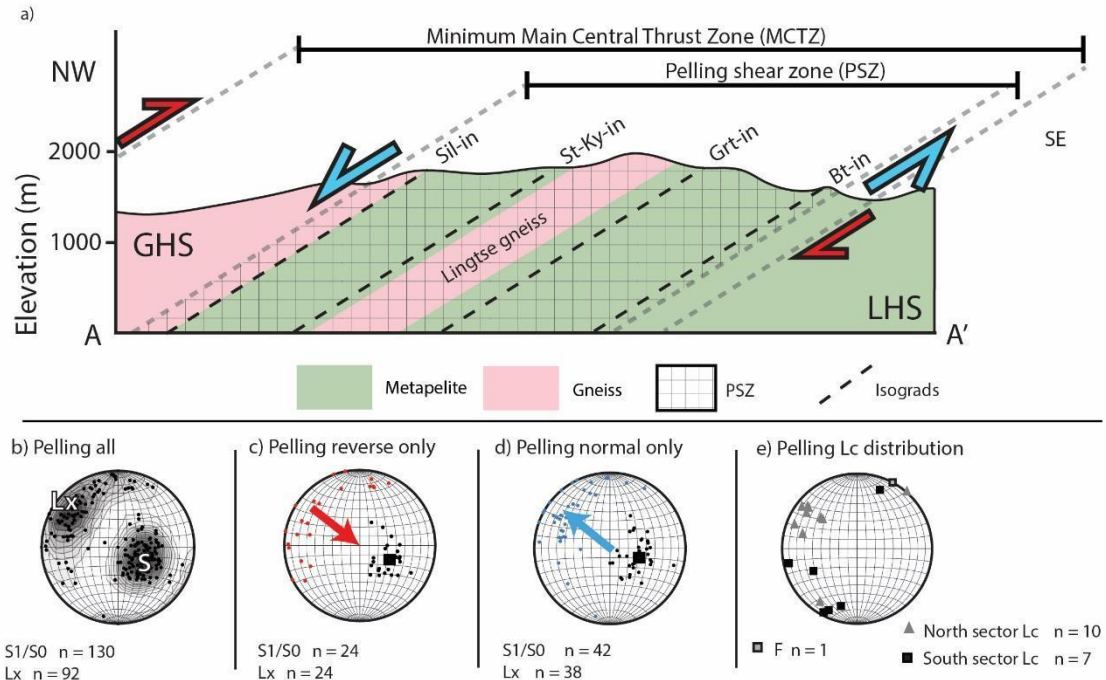 a)
Minimum Main Central Thrust Zone (MCTZ)
NW
Pelling shear zone (PSZ)
SE
2000
Sil-in
St-Ky-in
Grt-in
Bt-in
Elevation (m)
1000
GHS
Lingtse gneiss
LHS
A
A’
Metapelite
Gneiss
PSZ
Isograds
b) Pelling all
c) Pelling reverse only
d) Pelling normal only
e) Pelling Lc distribution
Lx
S
S1/S0 n = 130
Lx n = 92
S1/S0 n = 24
Lx n = 24
S1/S0 n = 42
Lx n = 38
F n = 1
North sector Lc n = 10
South sector Lc n = 7